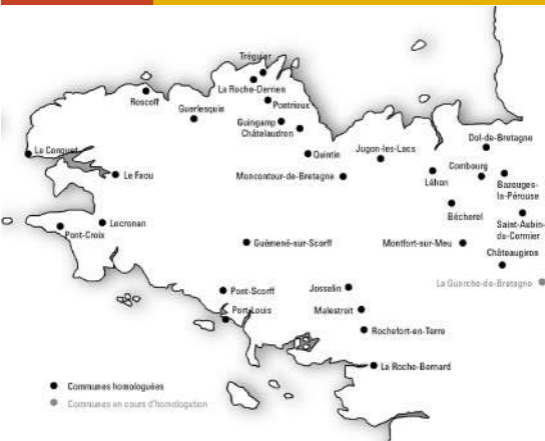 Tréguier
La Roche-Derrien
Roscoff
Pontrieux
Guerlesquin
Guingamp
Châtelaudren
Dol-de-Bretagne
Le Conquet
Quintin
Jugon-les-Lacs
Combourg
Le Faou
Moncontour-de-Bretagne
Léhon
Bazouges-
la-Pérouse
Bécherel
Saint-Aubin-
du-Cormier
Locronan
Pont-Croix
Guémené-sur-Scorff
Montfort-sur-Meu
Châteaugiron
La Guerche-de-Bretagne
Pont-Scorff
Josselin
Port-Louis
Malestroit
Rochefort-en-Terre
La Roche-Bernard
Communes homologuées
Communes en cours d'homologation